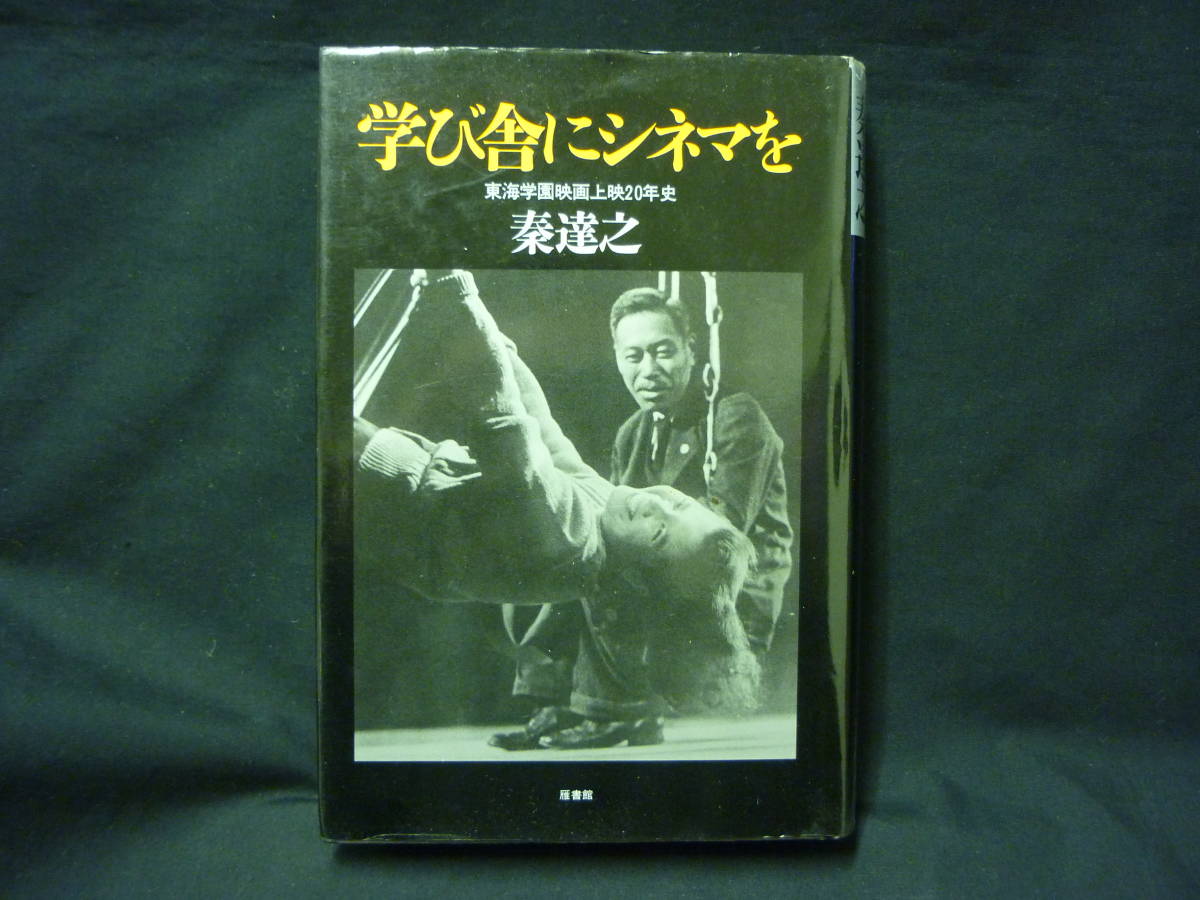 学び舎にシネマを
東海学園映画上映20年史
秦達之
雁書館